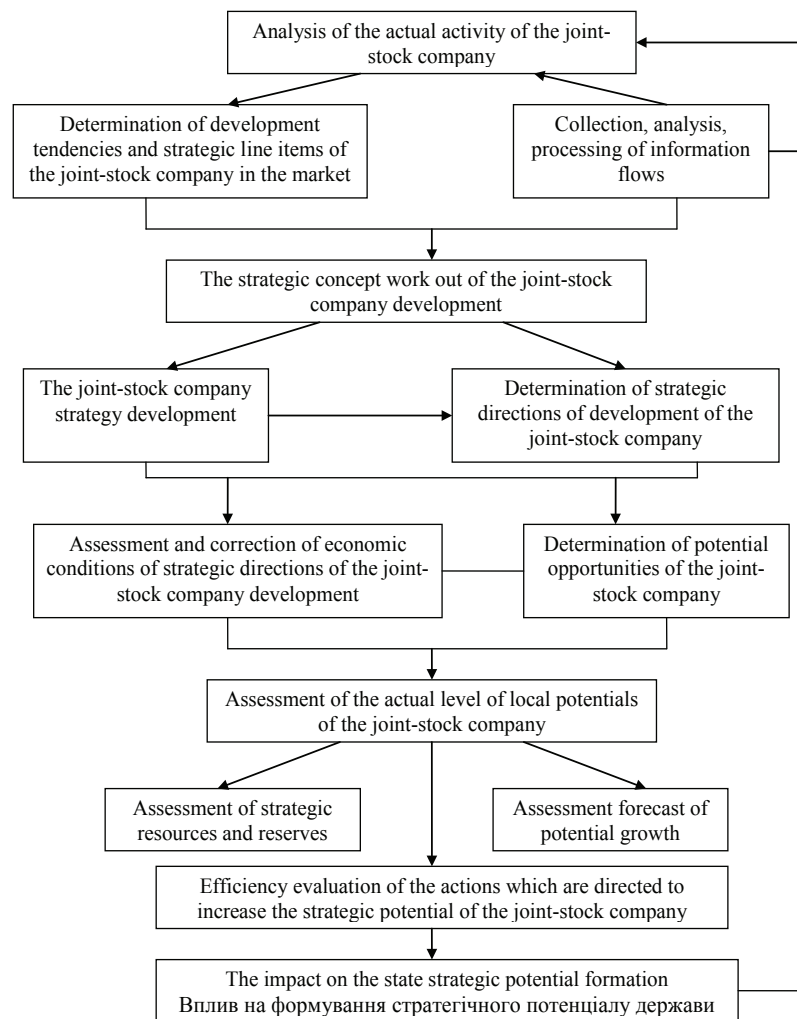 Analysis of the actual activity of the joint-
stock company
Determination of development
tendencies and strategic line items of
the joint-stock company in the market
Collection, analysis,
processing of information
flows
The strategic concept work out of the joint-stock
company development
The joint-stock company
strategy development
Determination of strategic
directions of development of the
joint-stock company
Assessment and correction of economic
conditions of strategic directions of the joint-
stock company development
Determination of potential
opportunities of the joint-
stock company
Assessment of the actual level of local potentials
of the joint-stock company
Assessment of strategic
resources and reserves
Assessment forecast of
potential growth
Efficiency evaluation of the actions which are directed to
increase the strategic potential of the joint-stock company
The impact on the state strategic potential formation
Вплив на формування стратегічного потенціалу держави